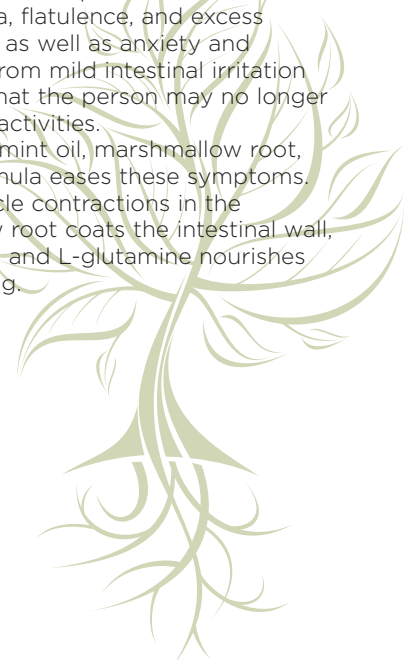 a, flatulence, and excess
as well as anxiety and
rom mild intestinal irritation
hat the person may no longer
activities.
mint oil, marshmallow root,
nula eases these symptoms.
cle contractions in the
root coats the intestinal wall,
and L-glutamine nourishes
g.